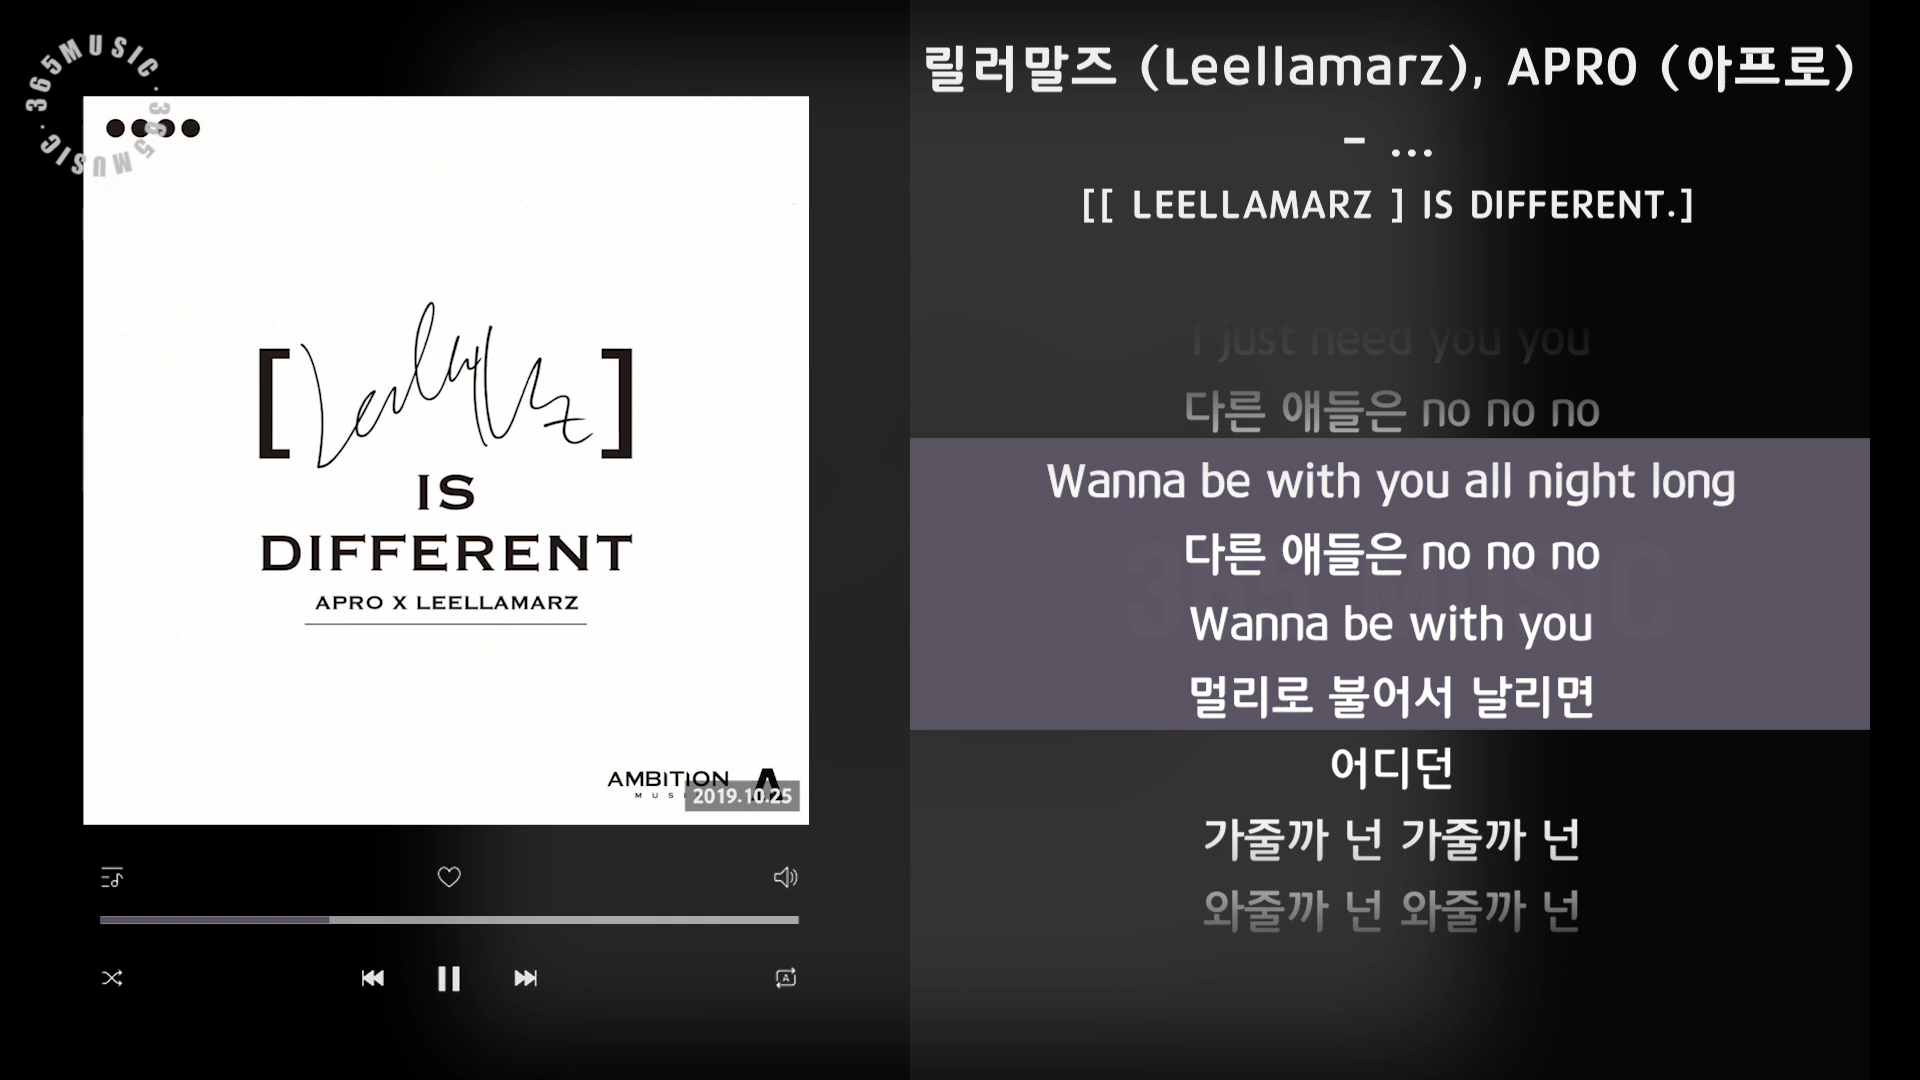 365MUSIC.365MUSIC.
릴러말즈 (Leellamarz), APRO (아프로)
- ...
[[ LEELLAMARZ ] IS DIFFERENT.]
[Leellamarz]
IS
DIFFERENT
APRO X LEELLAMARZ
AMBITION
2019.10.25
I just need you you
다른 애들은 no no no
Wanna be with you all night long
다른 애들은 no no no
365 MUSIC
Wanna be with you
멀리로 불어서 날리면
어디던
가줄까 넌 가줄까 넌
와줄까 넌 와줄까 넌